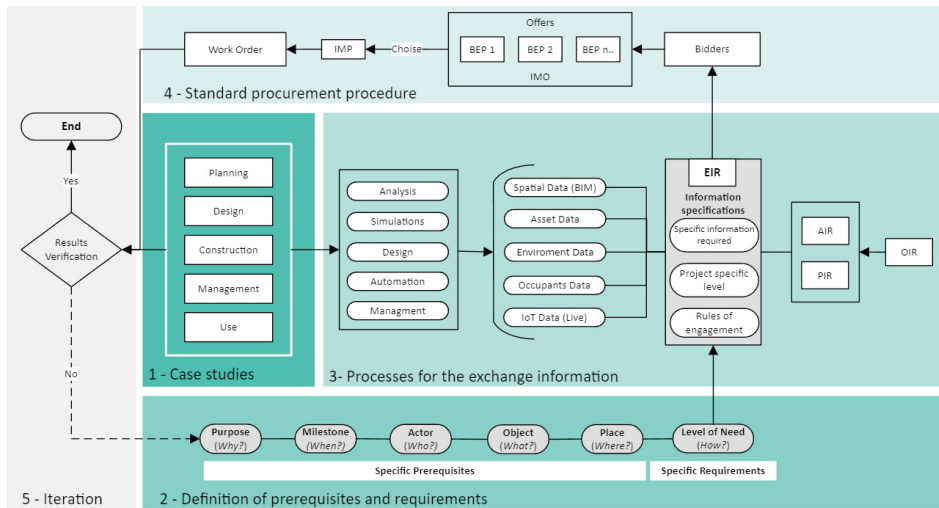 Offers
Work Order
IMP
Choise
BEP 1
BEP 2
BEP n..
Bidders
IMO
4 - Standard procurement procedure
End
Yes
Results
Verification
No
5 - Iteration
Planning
Design
Construction
Management
Use
1 - Case studies
Analysis
Simulations
Design
Automation
Managment
Spatial Data (BIM)
Asset Data
Enviroment Data
Occupants Data
IoT Data (Live)
EIR
Information
specifications
Specific information
required
Project specific
level
Rules of
engagement
AIR
PIR
OIR
3- Processes for the exchange information
Purpose
(Why?)
Milestone
(When?)
Actor
(Who?)
Object
(What?)
Place
(Where?)
Level of Need
(How?)
Specific Prerequisites
Specific Requirements
2 - Definition of prerequisites and requirements